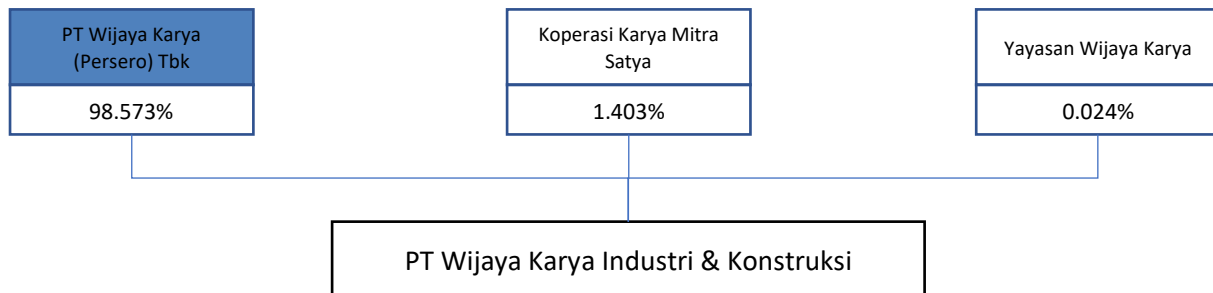 PT Wijaya Karya
(Persero) Tbk
98.573%
Koperasi Karya Mitra
Satya
1.403%
Yayasan Wijaya Karya
0.024%
PT Wijaya Karya Industri & Konstruksi